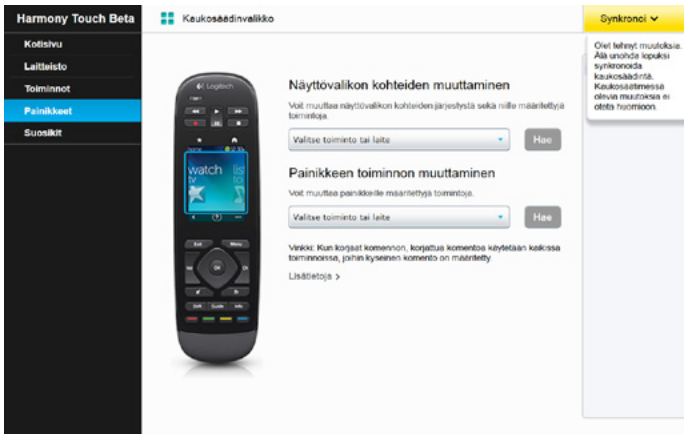 Harmony Touch Beta
Kaukosäädinvalikko
Synkronoi
Kotisivu
Laitteisto
Toiminnot
Painikkeet
Suosikit
Olet tehnyt muutoksia.
Älä unohda lopuksi
synkronoida
kaukosäädintä.
Kaukosäätimessä
olevia muutoksia ei
oteta huomioon.
Logitech
watch
tv
Exit
Menu
Vol
OK
Ch
DVR
Guide
Info
Näyttövalikon kohteiden muuttaminen
Voit muuttaa näyttövalikon kohteiden järjestystä sekä niille määritettyjä
toimintoja.
Valitse toiminto tai laite
Hae
Painikkeen toiminnon muuttaminen
Voit muuttaa painikkeille määritettyjä toimintoja.
Valitse toiminto tai laite
Hae
Vinkki: Kun korjaat komennon, korjattua komentoa käytetään kaikissa
toiminnoissa, joihin kyseinen komento on määritetty.
Lisätietoja >